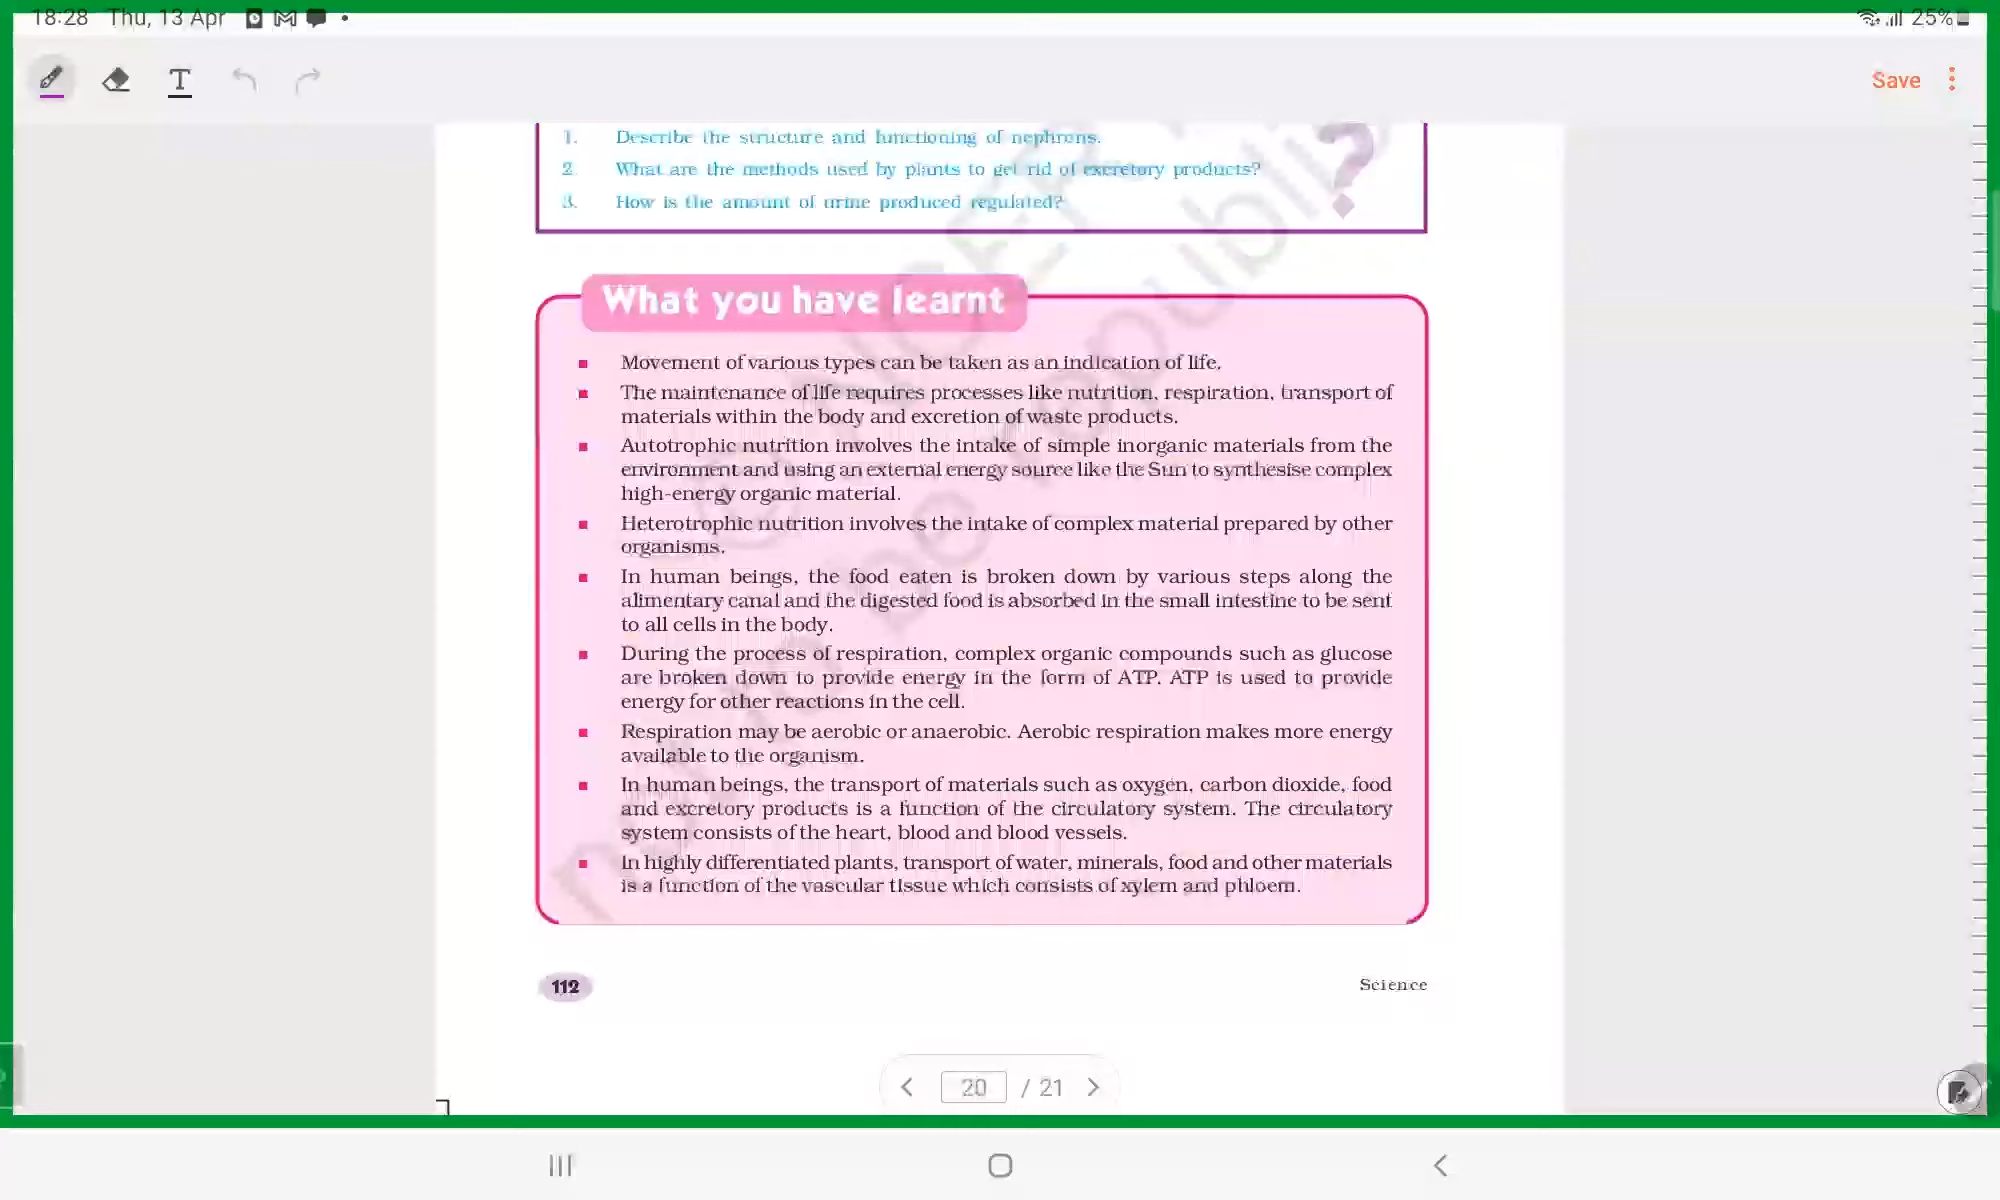 18:28 Thu, 13 Apr
25%
T
Save
1. Describe the structure and functioning of nephrons.
2. What are the methods used by plants to get rid of excretory products?
3. How is the amount of urine produced regulated?
?
What you have learnt
Movement of various types can be taken as an indication of life.
The maintenance of life requires processes like nutrition, respiration, transport of
materials within the body and excretion of waste products.
Autotrophic nutrition involves the intake of simple inorganic materials from the
environment and using an external energy source like the Sun to synthesise complex
high-energy organic material.
Heterotrophic nutrition involves the intake of complex material prepared by other
organisms.
In human beings, the food eaten is broken down by various steps along the
alimentary canal and the digested food is absorbed in the small intestine to be sent
to all cells in the body.
During the process of respiration, complex organic compounds such as glucose
are broken down to provide energy in the form of ATP. ATP is used to provide
energy for other reactions in the cell.
Respiration may be aerobic or anaerobic. Aerobic respiration makes more energy
available to the organism.
In human beings, the transport of materials such as oxygen, carbon dioxide, food
and excretory products is a function of the circulatory system. The circulatory
system consists of the heart, blood and blood vessels.
In highly differentiated plants, transport of water, minerals, food and other materials
is a function of the vascular tissue which consists of xylem and phloem.
© NCER
to be republi
112
Science
20 / 21